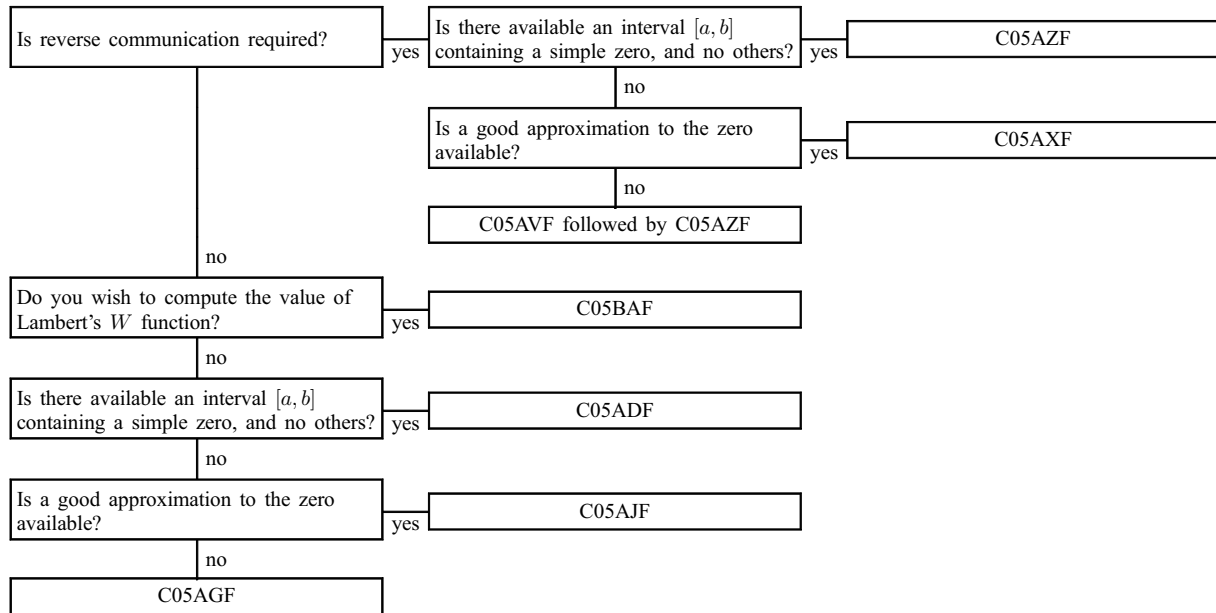 Is reverse communication required?
yes
Is there available an interval [a, b]
containing a simple zero, and no others?
yes
C05AZF
no
Is a good approximation to the zero
available?
yes
C05AXF
no
C05AVF followed by C05AZF
no
Do you wish to compute the value of
Lambert’s W function?
yes
C05BAF
no
Is there available an interval [a, b]
containing a simple zero, and no others?
yes
C05ADF
no
Is a good approximation to the zero
available?
yes
C05AJF
no
C05AGF